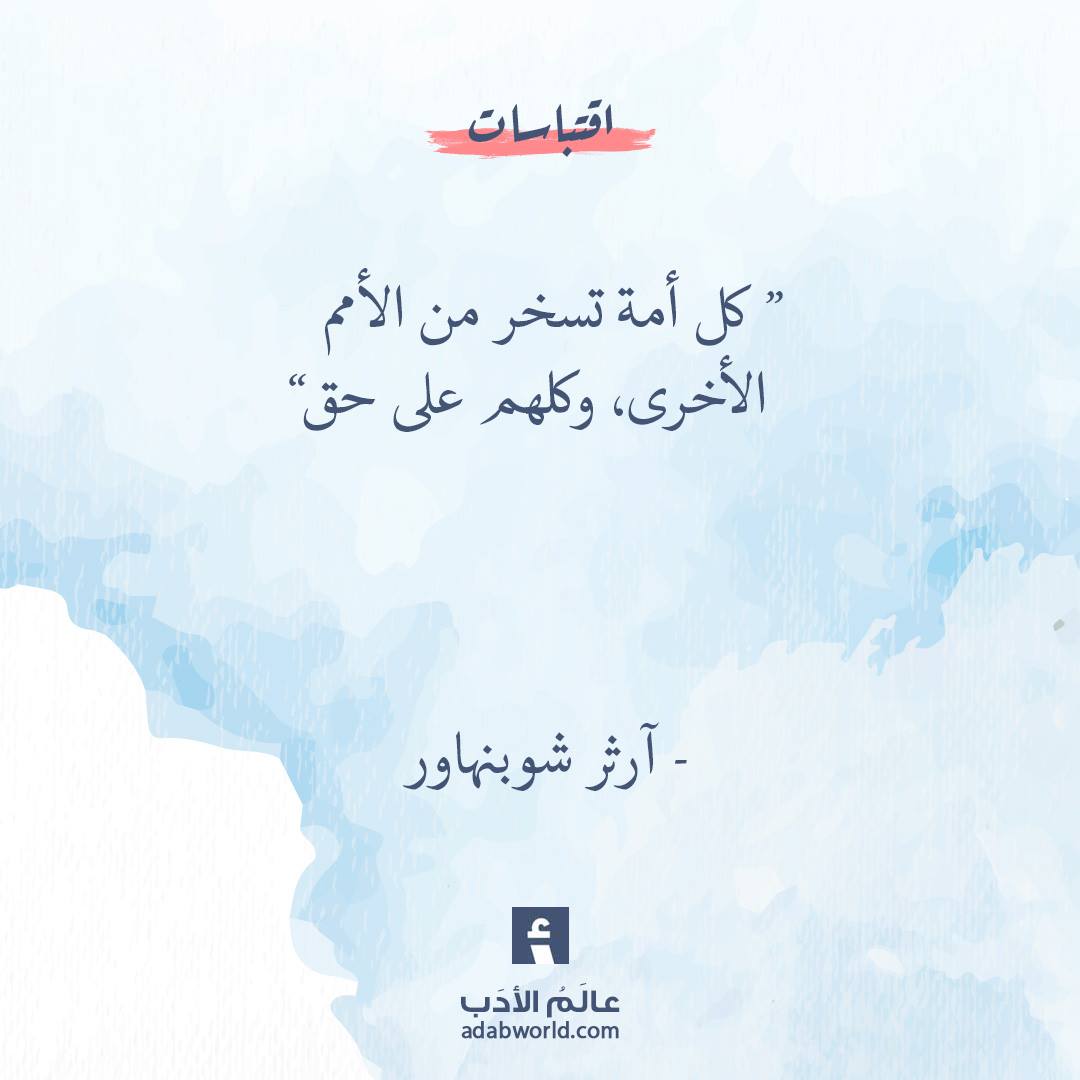 اقتباسات
” كل أمة تسخر من الأمم
الأخرى، وكلهم على حق“
- آرثر شوبنهاور
أ
عالَمُ الأدَب
adabworld.com